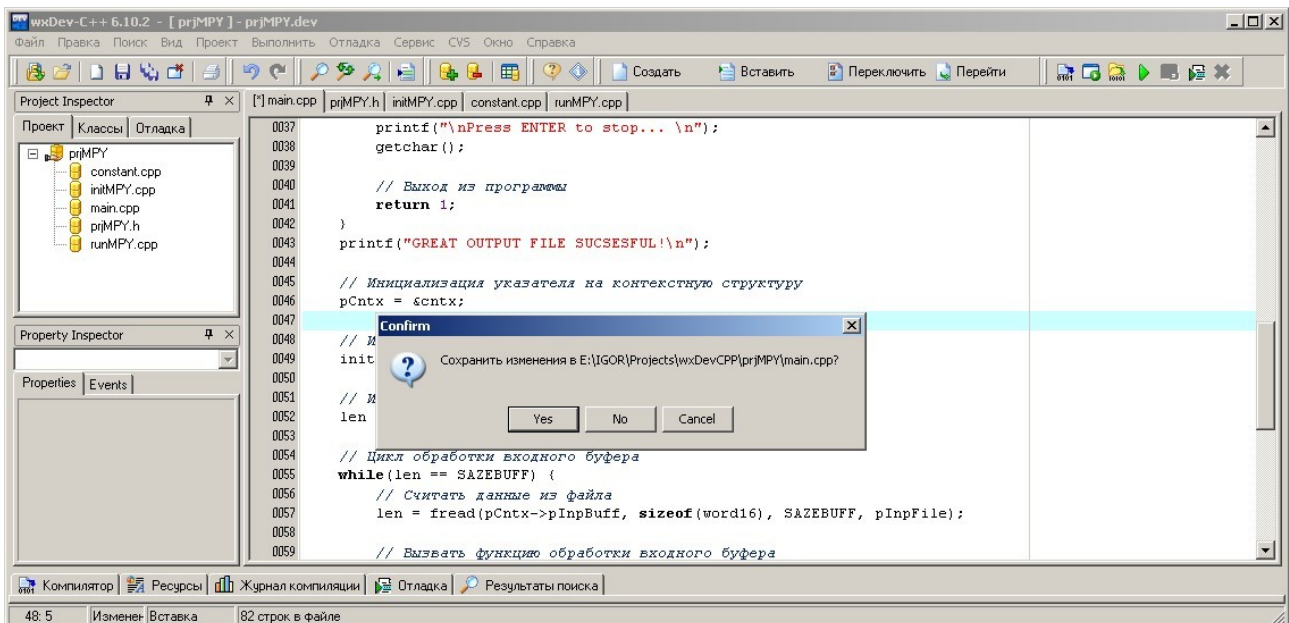 wxDev-C++ 6.10.2 - [ prjMPY ] - prjMPY.dev
Файл Правка Поиск Вид Проект Выполнить Отладка Сервис CVS Окно Справка
Создать Вставить Переключить Перейти
Project Inspector
[*] main.cpp prjMPY.h initMPY.cpp constant.cpp runMPY.cpp
Проект Классы Отладка
prjMPY
constant.cpp
initMPY.cpp
main.cpp
prjMPY.h
runMPY.cpp
Property Inspector
Properties Events
0037 printf("\nPress ENTER to stop... \n");
0038 getchar();
0039
0040 // Выход из программы
0041 return 1;
0042 }
0043 printf("GREAT OUTPUT FILE SUCSESFUL!\n");
0044
0045 // Инициализация указателя на контекстную структуру
0046 pCntx = &cntx;
0047
0048 // И
0049 init
0050
0051 // И
0052 len
0053
0054 // Цикл обработки входного буфера
0055 while(len == SAZEBUFF) {
0056 // Считать данные из файла
0057 len = fread(pCntx->pInpBuff, sizeof(word16), SAZEBUFF, pInpFile);
0058
0059 // Вызвать функцию обработки входного буфера
Confirm
Сохранить изменения в E:\IGOR\Projects\wxDevCPP\prjMPY\main.cpp?
Yes No Cancel
Компилятор Ресурсы Журнал компиляции Отладка Результаты поиска
48: 5 Изменен Вставка 82 строк в файле